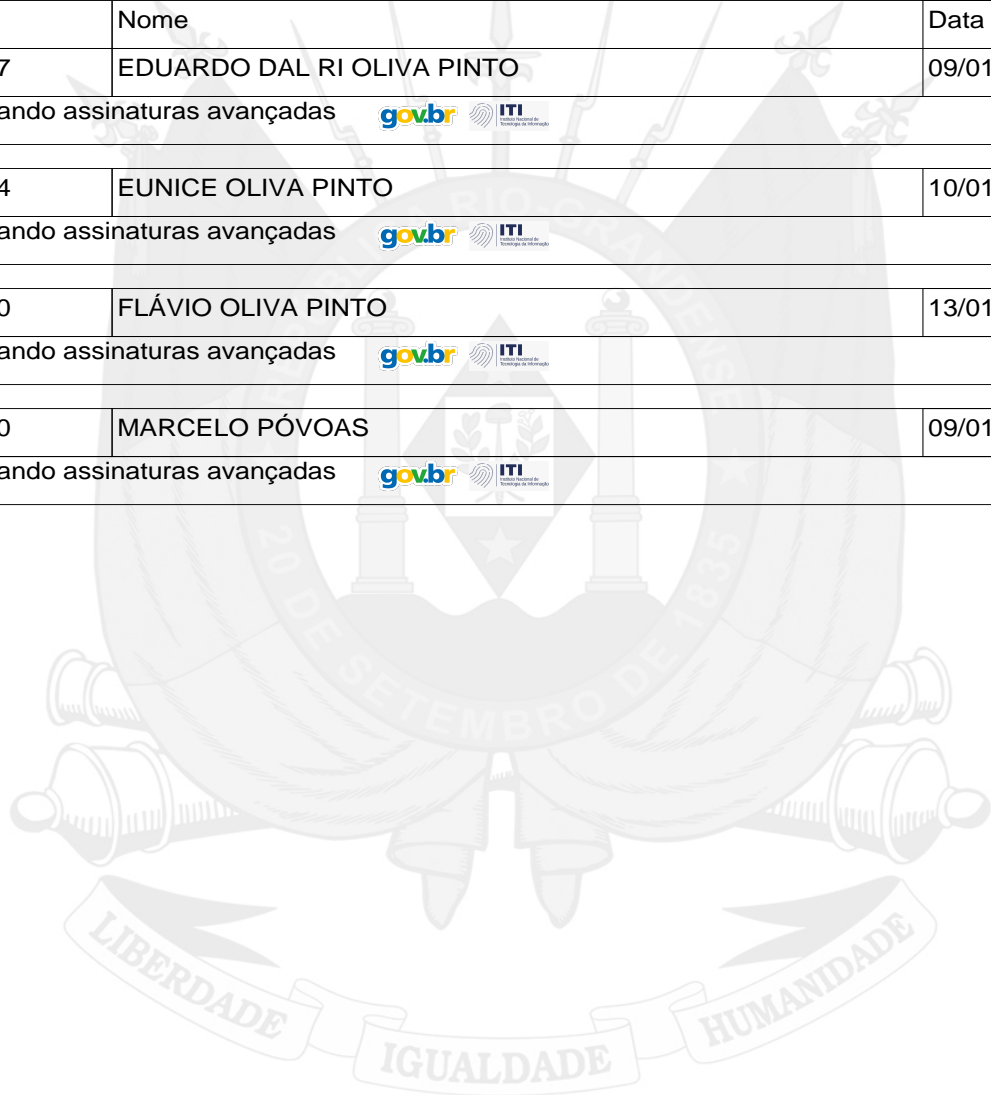 Nome Data
7 EDUARDO DAL RI OLIVA PINTO 09/01
ando assinaturas avançadas gov.br ITI
4 EUNICE OLIVA PINTO 10/01
ando assinaturas avançadas gov.br ITI
0 FLÁVIO OLIVA PINTO 13/01
ando assinaturas avançadas gov.br ITI
0 MARCELO PÓVOAS 09/01
ando assinaturas avançadas gov.br ITI
REPÚBLICA RIO-GRANDENSE
20 DE SETEMBRO DE 1835
LIBERDADE IGUALDADE HUMANIDADE